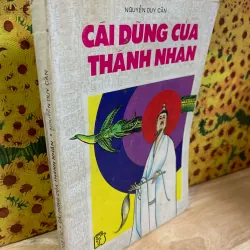 NGUYỄN DUY CẦN
CÁI DŨNG CỦA
THÁNH NHÂN